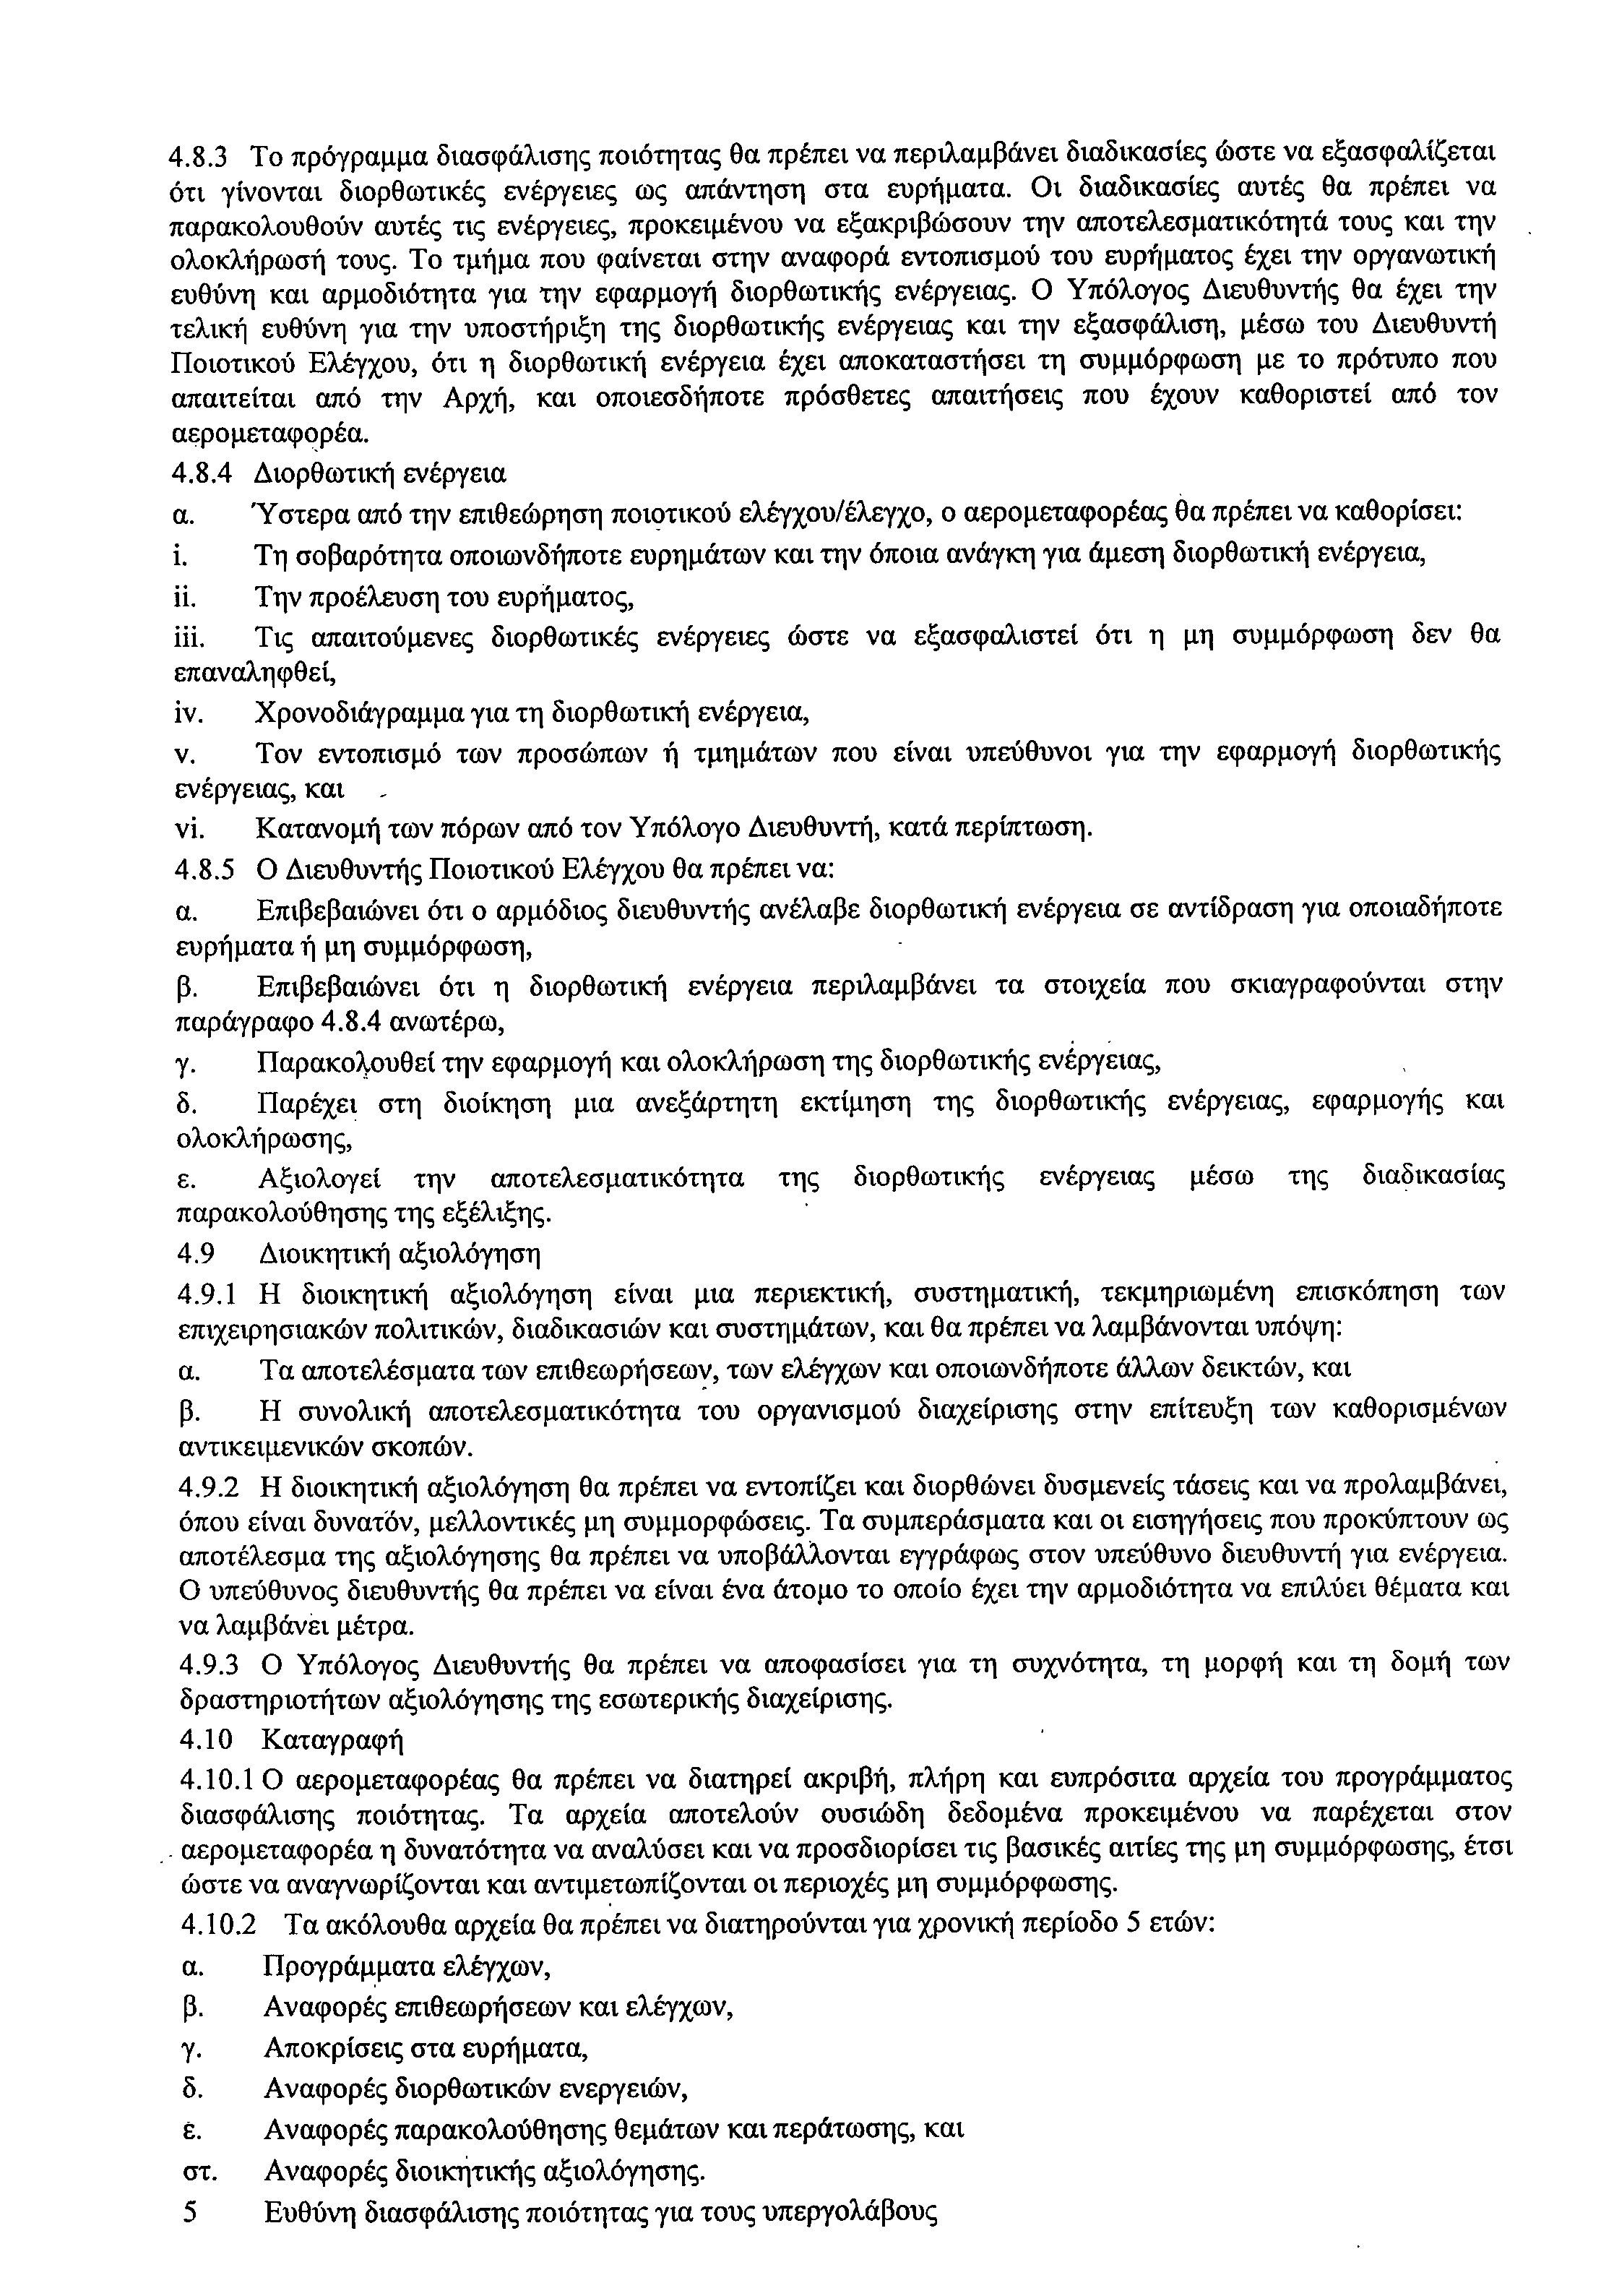 4.8.3 Το πρόγραμμα διασφάλισης ποιότητας θα πρέπει να περιλαμβάνει διαδικασίες ώστε να εξασφαλίζεται
ότι γίνονται διορθωτικές ενέργειες ως απάντηση στα ευρήματα. Οι διαδικασίες αυτές θα πρέπει να
παρακολουθούν αυτές τις ενέργειες, προκειμένου να εξακριβώσουν την αποτελεσματικότητά τους και την
ολοκλήρωσή τους. Το τμήμα που φαίνεται στην αναφορά εντοπισμού του ευρήματος έχει την οργανωτική
ευθύνη και αρμοδιότητα για την εφαρμογή διορθωτικής ενέργειας. Ο Υπόλογος Διευθυντής θα έχει την
τελική ευθύνη για την υποστήριξη της διορθωτικής ενέργειας και την εξασφάλιση, μέσω του Διευθυντή
Ποιοτικού Ελέγχου, ότι η διορθωτική ενέργεια έχει αποκαταστήσει τη συμμόρφωση με το πρότυπο που
απαιτείται από την Αρχή, και οποιεσδήποτε πρόσθετες απαιτήσεις που έχουν καθοριστεί από τον
αερομεταφορέα.
4.8.4 Διορθωτική ενέργεια
α. Ύστερα από την επιθεώρηση ποιοτικού ελέγχου/έλεγχο, ο αερομεταφορέας θα πρέπει να καθορίσει:
i. Τη σοβαρότητα οποιωνδήποτε ευρημάτων και την όποια ανάγκη για άμεση διορθωτική ενέργεια,
ii. Την προέλευση του ευρήματος,
iii. Τις απαιτούμενες διορθωτικές ενέργειες ώστε να εξασφαλιστεί ότι η μη συμμόρφωση δεν θα
επαναληφθεί,
iv. Χρονοδιάγραμμα για τη διορθωτική ενέργεια,
v. Τον εντοπισμό των προσώπων ή τμημάτων που είναι υπεύθυνοι για την εφαρμογή διορθωτικής
ενέργειας, και
vi. Κατανομή των πόρων από τον Υπόλογο Διευθυντή, κατά περίπτωση.
4.8.5 Ο Διευθυντής Ποιοτικού Ελέγχου θα πρέπει να:
α. Επιβεβαιώνει ότι ο αρμόδιος διευθυντής ανέλαβε διορθωτική ενέργεια σε αντίδραση για οποιαδήποτε
ευρήματα ή μη συμμόρφωση,
β. Επιβεβαιώνει ότι η διορθωτική ενέργεια περιλαμβάνει τα στοιχεία που σκιαγραφούνται στην
παράγραφο 4.8.4 ανωτέρω,
γ. Παρακολουθεί την εφαρμογή και ολοκλήρωση της διορθωτικής ενέργειας,
δ. Παρέχει στη διοίκηση μια ανεξάρτητη εκτίμηση της διορθωτικής ενέργειας, εφαρμογής και
ολοκλήρωσης,
ε. Αξιολογεί την αποτελεσματικότητα της διορθωτικής ενέργειας μέσω της διαδικασίας
παρακολούθησης της εξέλιξης.
4.9 Διοικητική αξιολόγηση
4.9.1 Η διοικητική αξιολόγηση είναι μια περιεκτική, συστηματική, τεκμηριωμένη επισκόπηση των
επιχειρησιακών πολιτικών, διαδικασιών και συστημάτων, και θα πρέπει να λαμβάνονται υπόψη:
α. Τα αποτελέσματα των επιθεωρήσεων, των ελέγχων και οποιωνδήποτε άλλων δεικτών, και
β. Η συνολική αποτελεσματικότητα του οργανισμού διαχείρισης στην επίτευξη των καθορισμένων
αντικειμενικών σκοπών.
4.9.2 Η διοικητική αξιολόγηση θα πρέπει να εντοπίζει και διορθώνει δυσμενείς τάσεις και να προλαμβάνει,
όπου είναι δυνατόν, μελλοντικές μη συμμορφώσεις. Τα συμπεράσματα και οι εισηγήσεις που προκύπτουν ως
αποτέλεσμα της αξιολόγησης θα πρέπει να υποβάλλονται εγγράφως στον υπεύθυνο διευθυντή για ενέργεια.
Ο υπεύθυνος διευθυντής θα πρέπει να είναι ένα άτομο το οποίο έχει την αρμοδιότητα να επιλύει θέματα και
να λαμβάνει μέτρα.
4.9.3 Ο Υπόλογος Διευθυντής θα πρέπει να αποφασίσει για τη συχνότητα, τη μορφή και τη δομή των
δραστηριοτήτων αξιολόγησης της εσωτερικής διαχείρισης.
4.10 Καταγραφή
4.10.1 Ο αερομεταφορέας θα πρέπει να διατηρεί ακριβή, πλήρη και ευπρόσιτα αρχεία του προγράμματος
διασφάλισης ποιότητας. Τα αρχεία αποτελούν ουσιώδη δεδομένα προκειμένου να παρέχεται στον
αερομεταφορέα η δυνατότητα να αναλύσει και να προσδιορίσει τις βασικές αιτίες της μη συμμόρφωσης, έτσι
ώστε να αναγνωρίζονται και αντιμετωπίζονται οι περιοχές μη συμμόρφωσης.
4.10.2 Τα ακόλουθα αρχεία θα πρέπει να διατηρούνται για χρονική περίοδο 5 ετών:
α. Προγράμματα ελέγχων,
β. Αναφορές επιθεωρήσεων και ελέγχων,
γ. Αποκρίσεις στα ευρήματα,
δ. Αναφορές διορθωτικών ενεργειών,
ε. Αναφορές παρακολούθησης θεμάτων και περάτωσης, και
στ. Αναφορές διοικητικής αξιολόγησης.
5 Ευθύνη διασφάλισης ποιότητας για τους υπεργολάβους